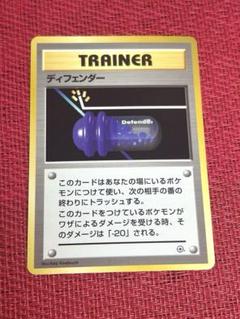 TRAINER
ディフェンダー
Defender
このカードはあなたの場にいるポケ
モンにつけて使い、次の相手の番の
終わりにトラッシュする。
このカードをつけているポケモンが
ワザによるダメージを受ける時、そ
のダメージは「-20」される。